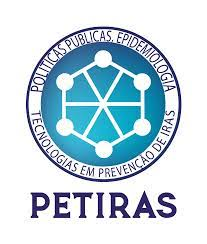 POLÍTICAS PÚBLICAS, EPIDEMIOLOGIA
TECNOLOGIAS EM PREVENÇÃO DE IRAS
PETIRAS